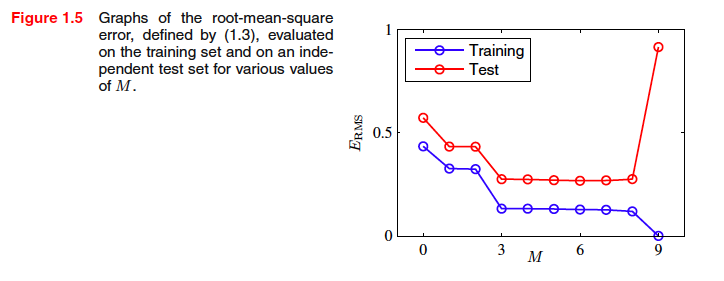 Figure 1.5 Graphs of the root-mean-square
error, defined by (1.3), evaluated
on the training set and on an inde-
pendent test set for various values
of M.
1
Training
Test
0.5
ERMS
0
0 3 6 9
M